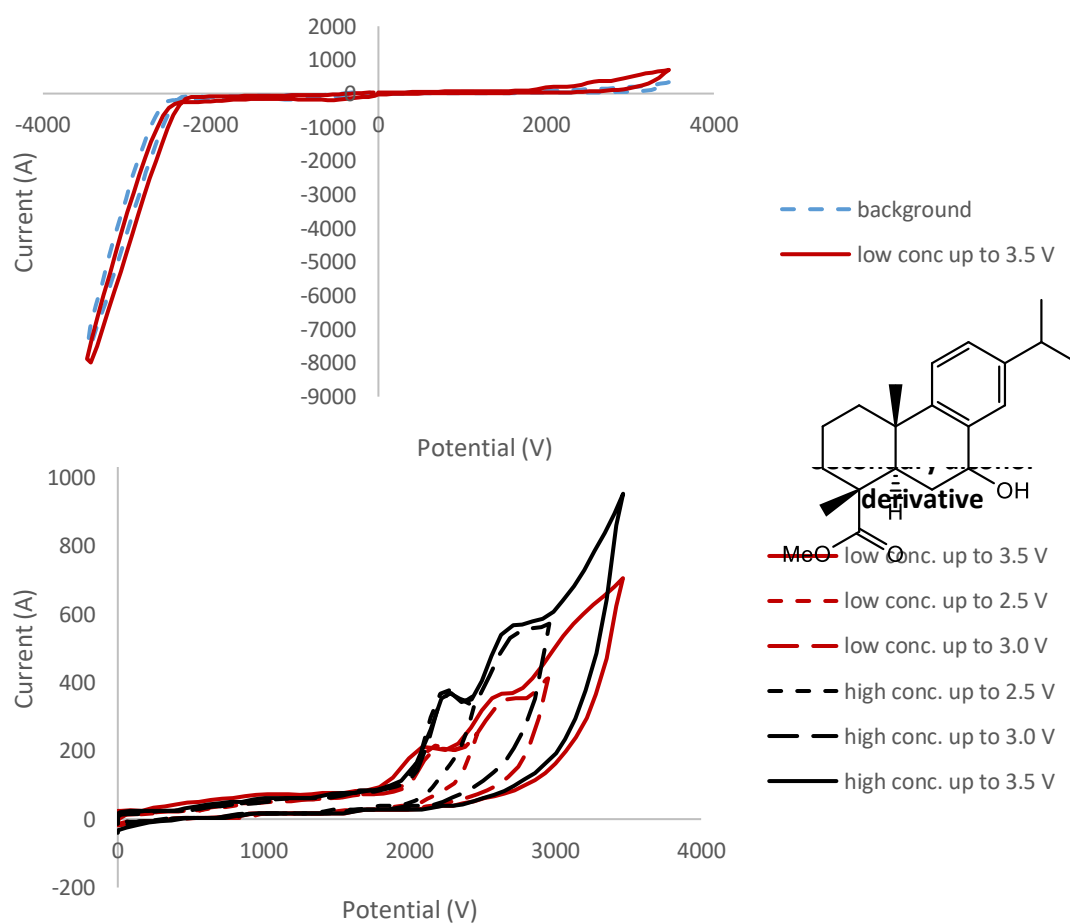 2000
1000
0
-4000
-2000
0
2000
4000
-1000
-2000
-3000
-4000
-5000
-6000
-7000
-8000
-9000
Current (A)
Potential (V)
background
low conc up to 3.5 V
OH
H
MeO
O
derivative
1000
800
600
400
200
0
-200
0
1000
2000
3000
4000
Current (A)
Potential (V)
low conc. up to 3.5 V
low conc. up to 2.5 V
low conc. up to 3.0 V
high conc. up to 2.5 V
high conc. up to 3.0 V
high conc. up to 3.5 V